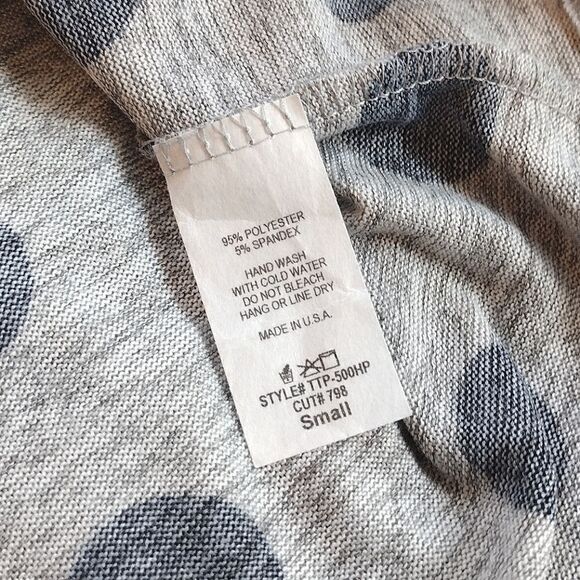 95% POLYESTER
5% SPANDEX
HAND WASH
WITH COLD WATER
DO NOT BLEACH
HANG OR LINE DRY
MADE IN U.S.A.
STYLE# TTP-500HP
CUT# 798
Small